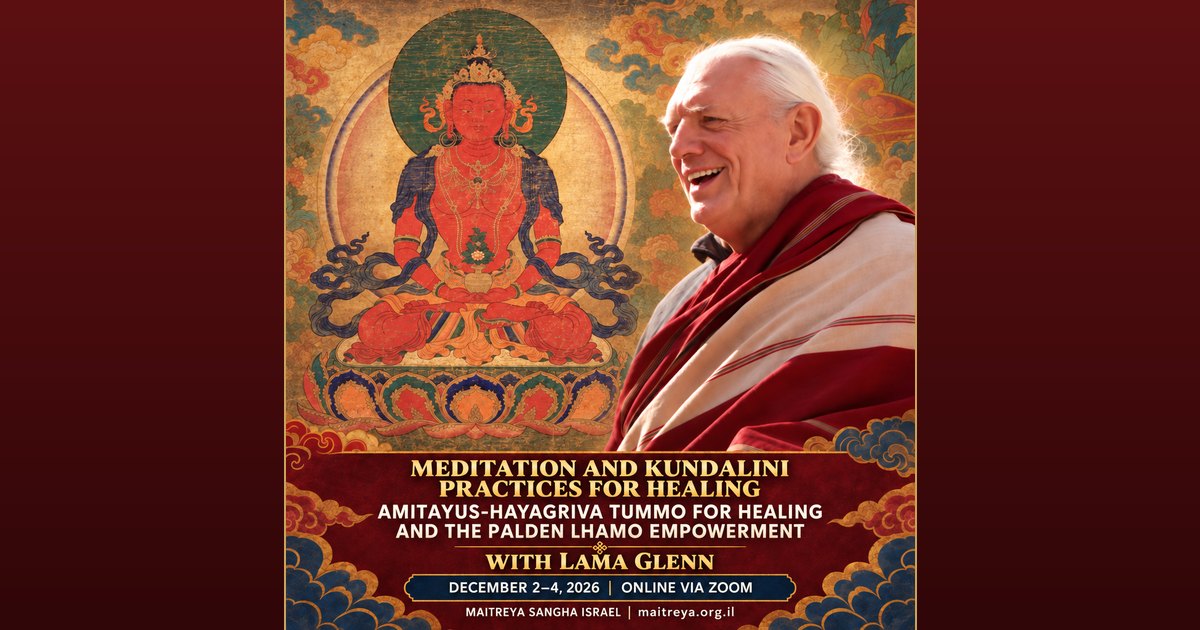 MEDITATION AND KUNDALINI
PRACTICES FOR HEALING
AMITAYUS-HAYAGRIVA TUMMO FOR HEALING
AND THE PALDEN LHAMO EMPOWERMENT
WITH LAMA GLENN
DECEMBER 2–4, 2026 | ONLINE VIA ZOOM
MAITREYA SANGHA ISRAEL | maitreya.org.il